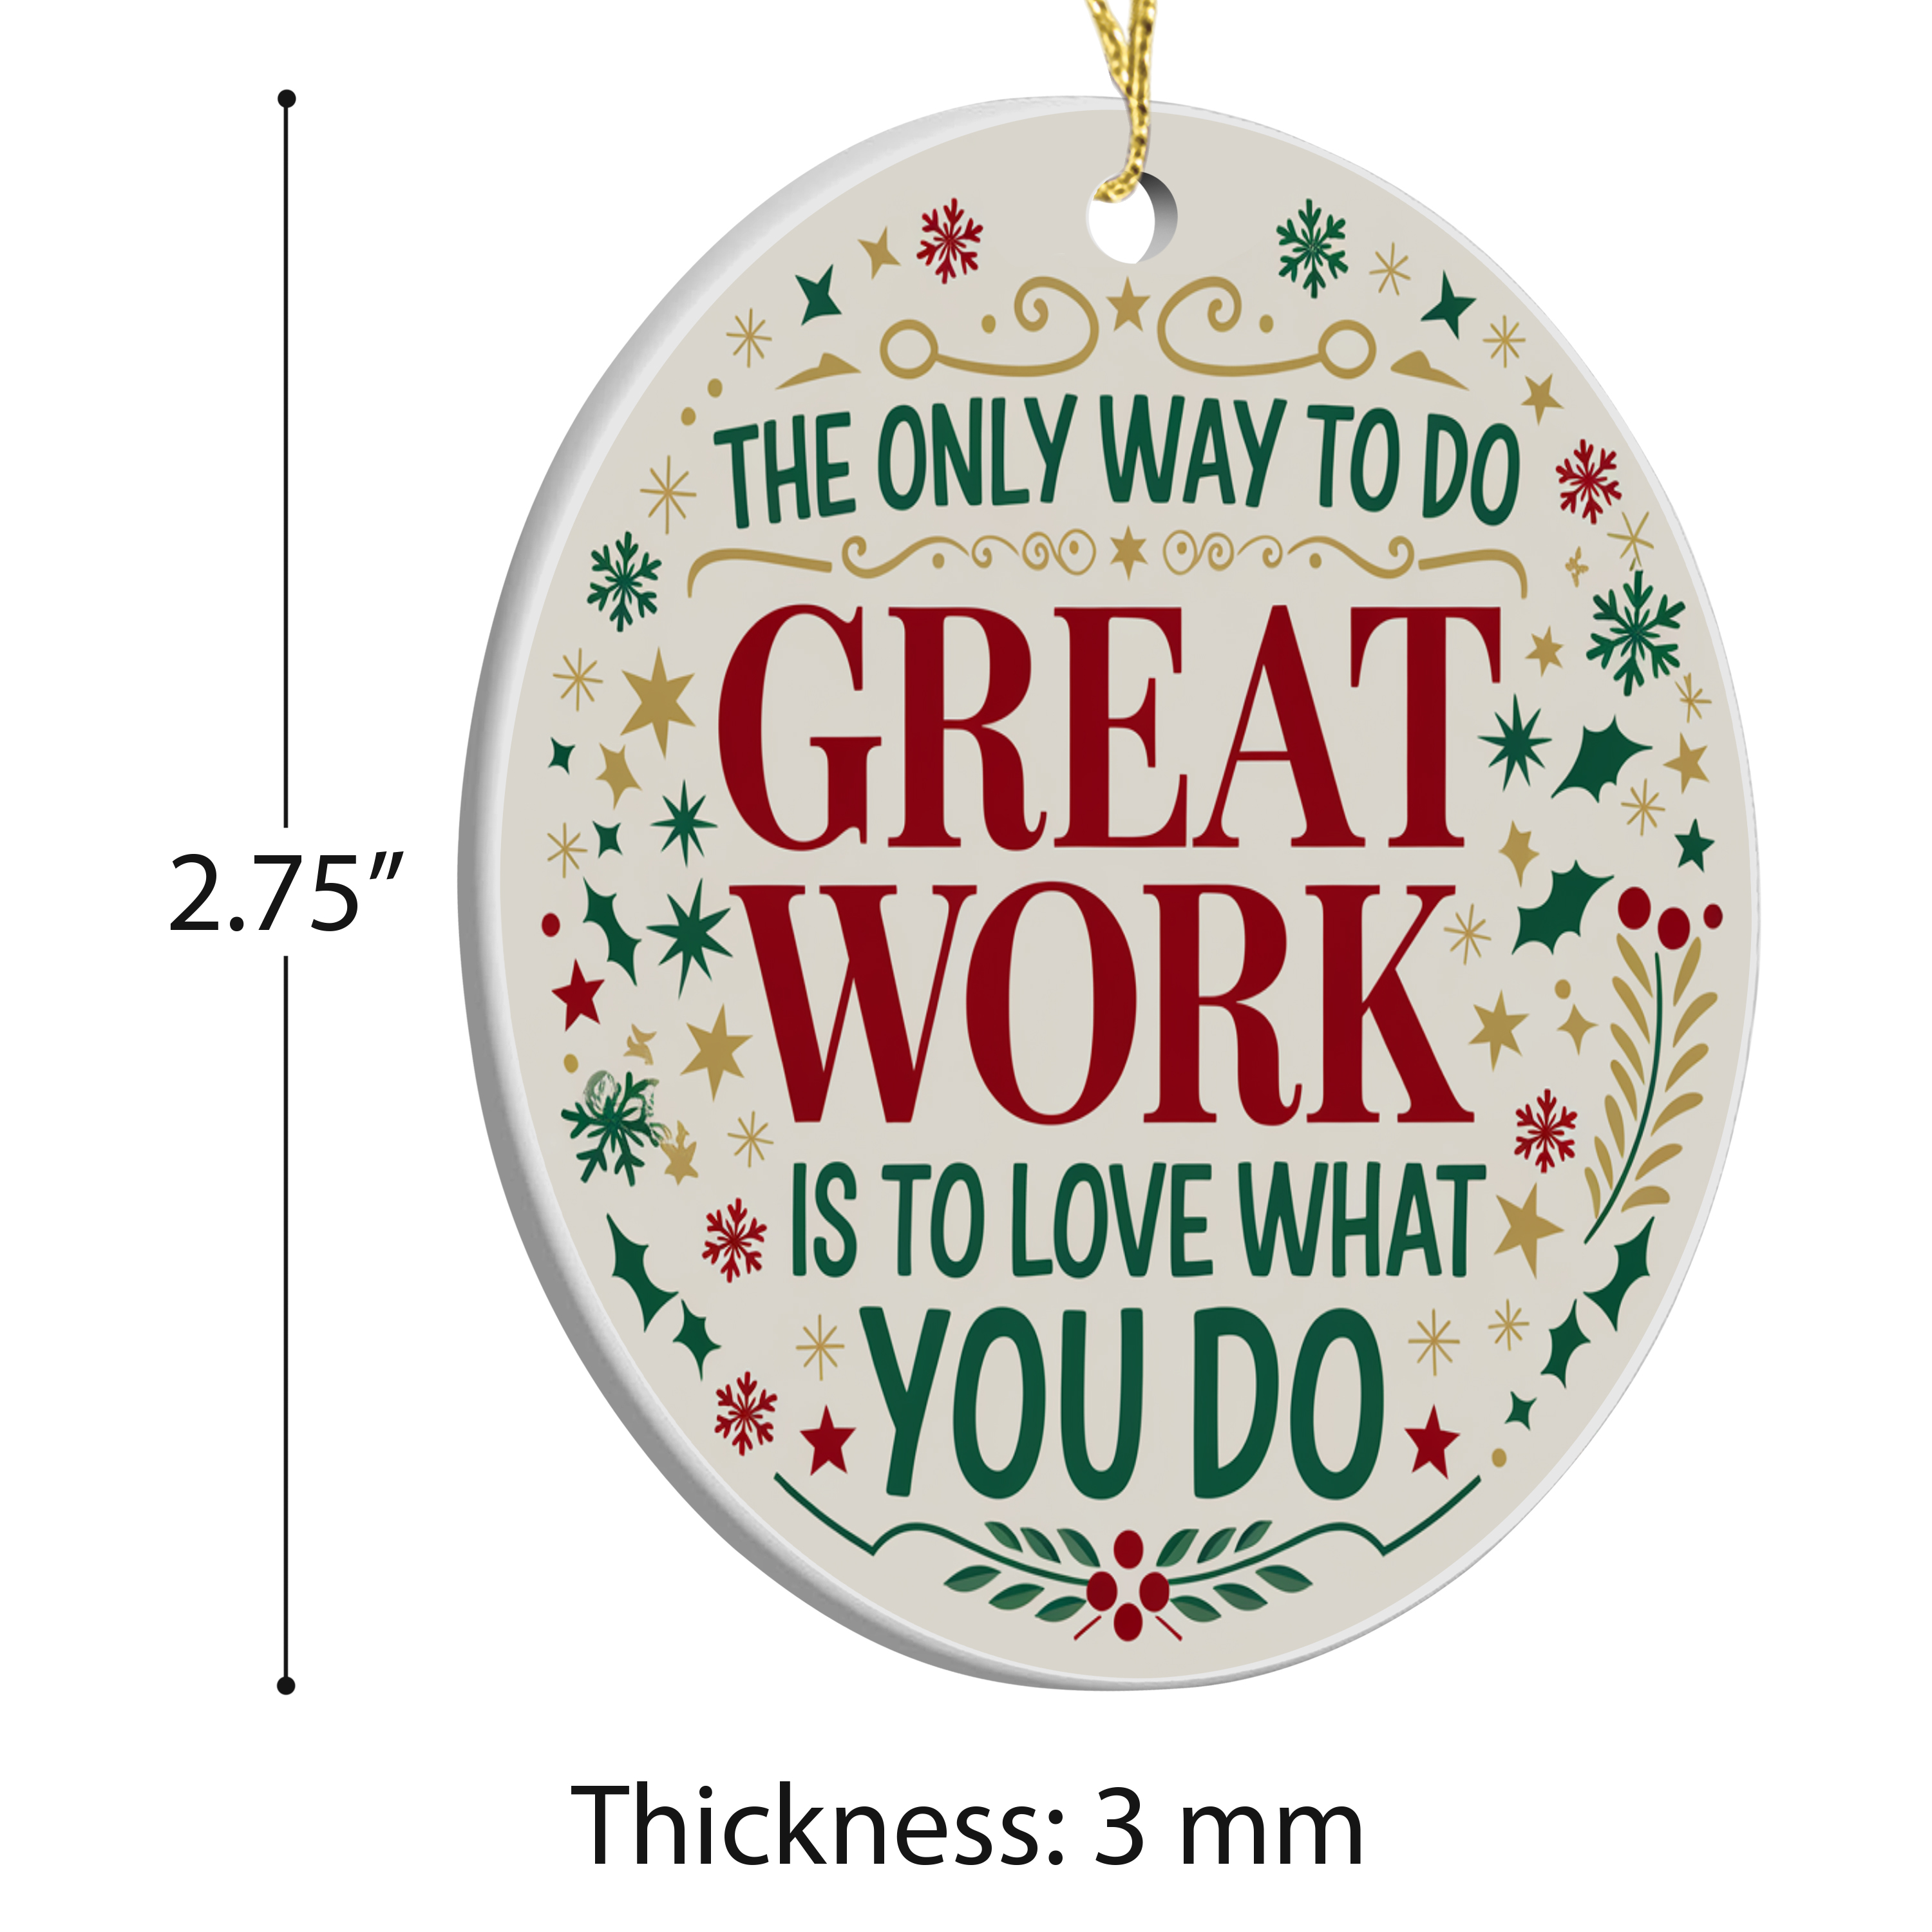 THE ONLY WAY TO DO
GREAT
WORK
IS TO LOVE WHAT
YOU DO
2.75"
Thickness: 3 mm